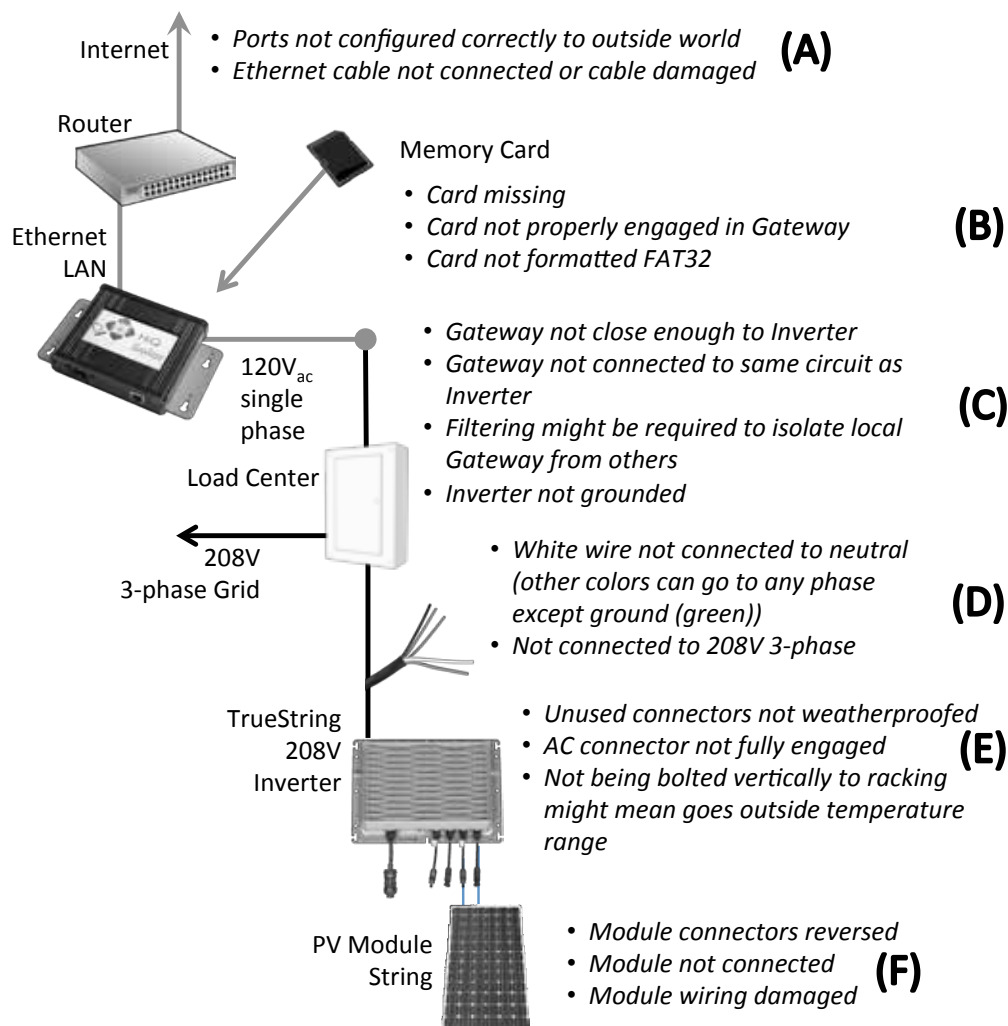 Internet
• Ports not configured correctly to outside world
• Ethernet cable not connected or cable damaged
(A)
Router
Memory Card
• Card missing
• Card not properly engaged in Gateway
• Card not formatted FAT32
(B)
Ethernet
LAN
HiQ
Solar
120Vac
single
phase
• Gateway not close enough to Inverter
• Gateway not connected to same circuit as
Inverter
• Filtering might be required to isolate local
Gateway from others
• Inverter not grounded
(C)
Load Center
208V
3-phase Grid
• White wire not connected to neutral
(other colors can go to any phase
except ground (green))
• Not connected to 208V 3-phase
(D)
TrueString
208V
Inverter
• Unused connectors not weatherproofed
• AC connector not fully engaged
• Not being bolted vertically to racking
might mean goes outside temperature
range
(E)
PV Module
String
• Module connectors reversed
• Module not connected
• Module wiring damaged
(F)